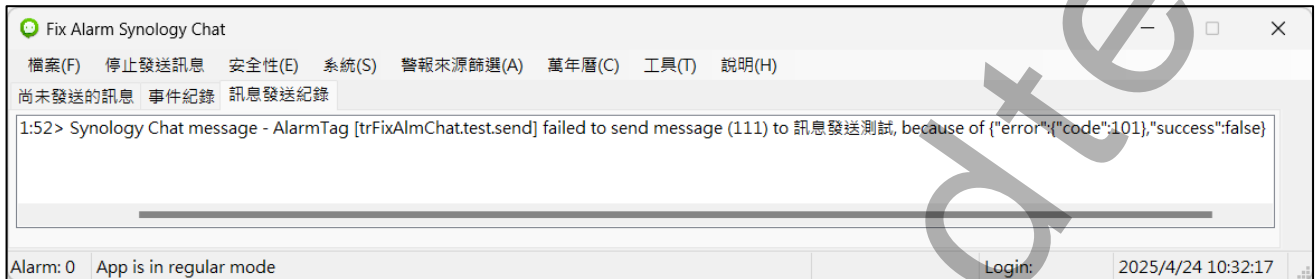 Fix Alarm Synology Chat
檔案(F) 停止發送訊息 安全性(E) 系統(S) 警報來源篩選(A) 萬年曆(C) 工具(T) 說明(H)
尚未發送的訊息 事件紀錄 訊息發送紀錄
1:52> Synology Chat message - AlarmTag [trFixAlmChat.test.send] failed to send message (111) to 訊息發送測試, because of {"error":{"code":101},"success":false}
Alarm: 0 App is in regular mode Login: 2025/4/24 10:32:17